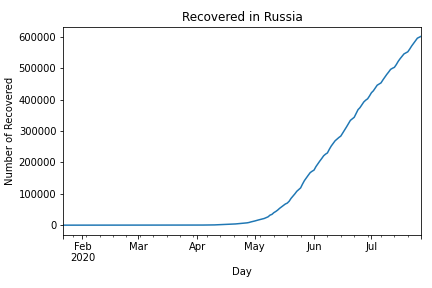 Recovered in Russia
600000
500000
400000
300000
200000
100000
0
Number of Recovered
Feb Mar Apr May Jun Jul
2020
Day